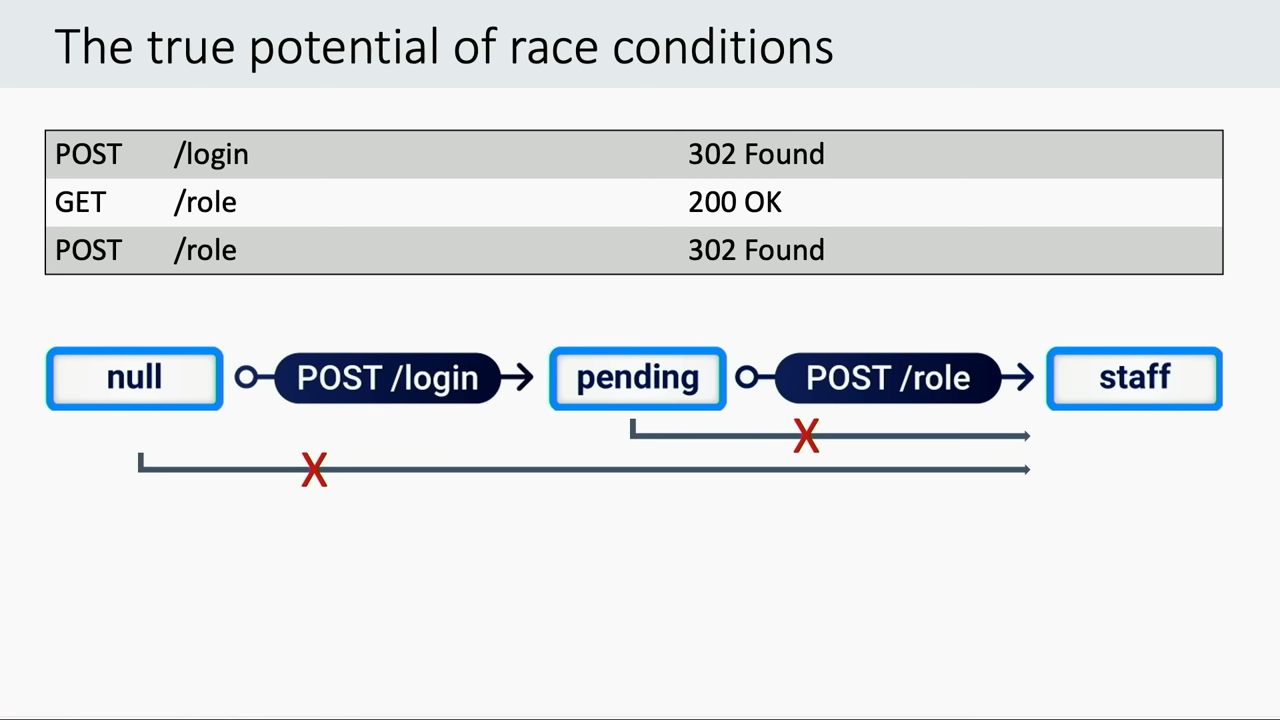 The true potential of race conditions
POST /login 302 Found
GET /role 200 OK
POST /role 302 Found
null POST /login pending POST /role staff
X
X